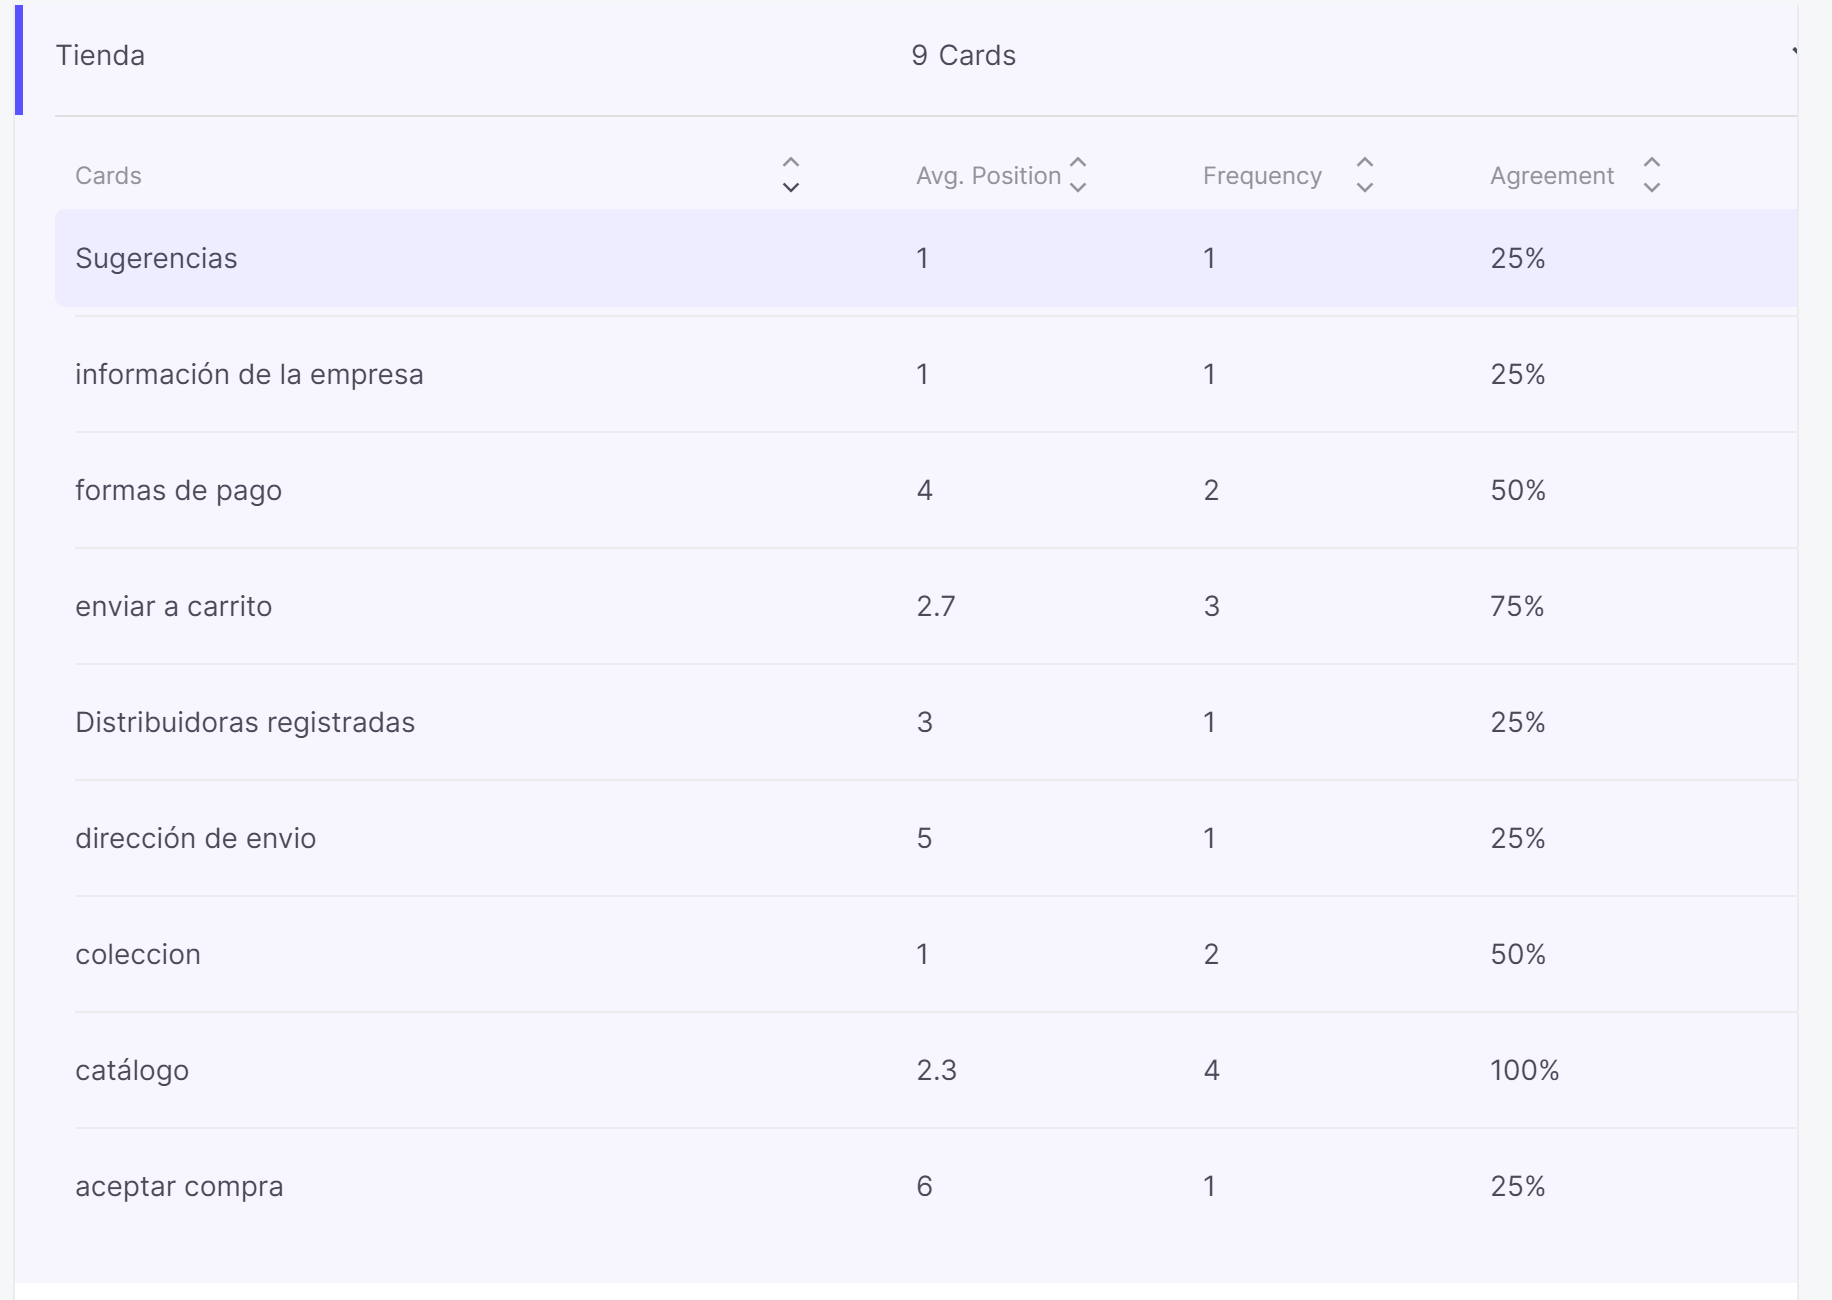 Tienda 9 Cards
Cards Avg. Position Frequency Agreement
Sugerencias 1 1 25%
información de la empresa 1 1 25%
formas de pago 4 2 50%
enviar a carrito 2.7 3 75%
Distribuidoras registradas 3 1 25%
dirección de envio 5 1 25%
coleccion 1 2 50%
catálogo 2.3 4 100%
aceptar compra 6 1 25%